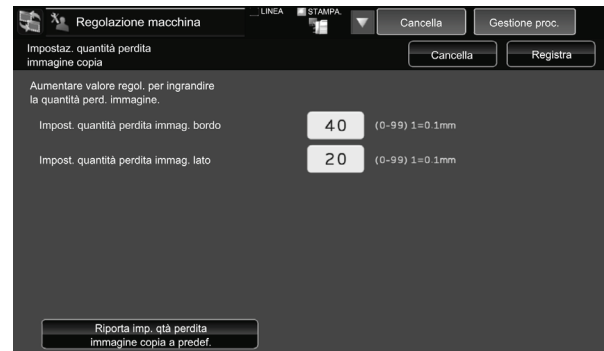 Regolazione macchina
LINEA
STAMPA.
Cancella
Gestione proc.
Impostaz. quantità perdita
immagine copia
Cancella
Registra
Aumentare valore regol. per ingrandire
la quantità perd. immagine.
Impost. quantità perdita immag. bordo
40
(0-99) 1=0.1mm
Impost. quantità perdita immag. lato
20
(0-99) 1=0.1mm
Riporta imp. qtà perdita
immagine copia a predef.